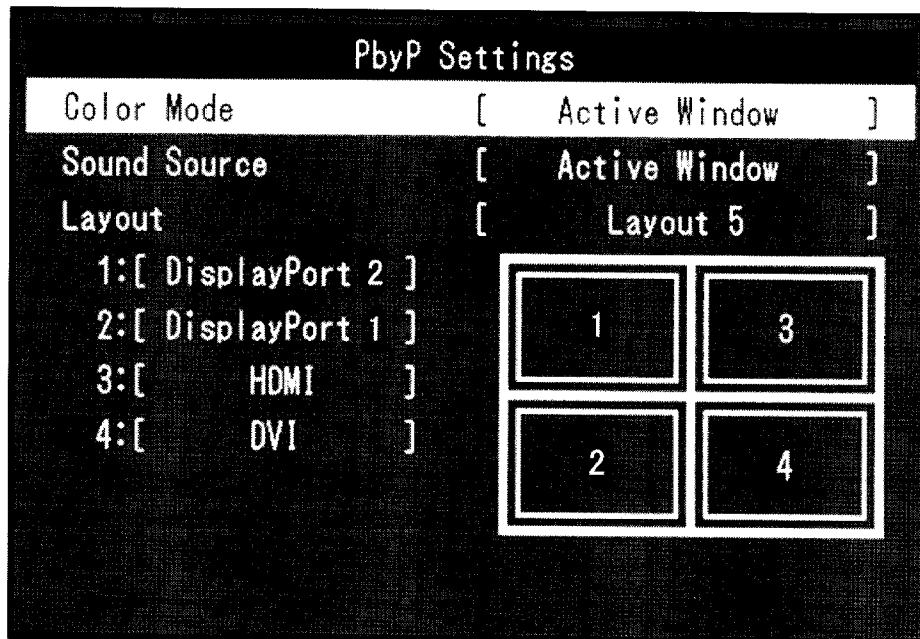 PbyP Settings
Color Mode [ Active Window ]
Sound Source [ Active Window ]
Layout [ Layout 5 ]
1:[ DisplayPort 2 ]
2:[ DisplayPort 1 ]
3:[ HDMI ]
4:[ DVI ]
1 3
2 4